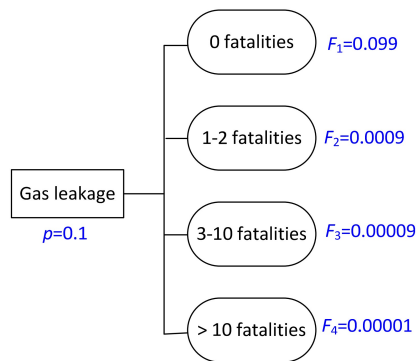 0 fatalities
F₁=0.099
1-2 fatalities
F₂=0.0009
Gas leakage
p=0.1
3-10 fatalities
F₃=0.00009
> 10 fatalities
F₄=0.00001